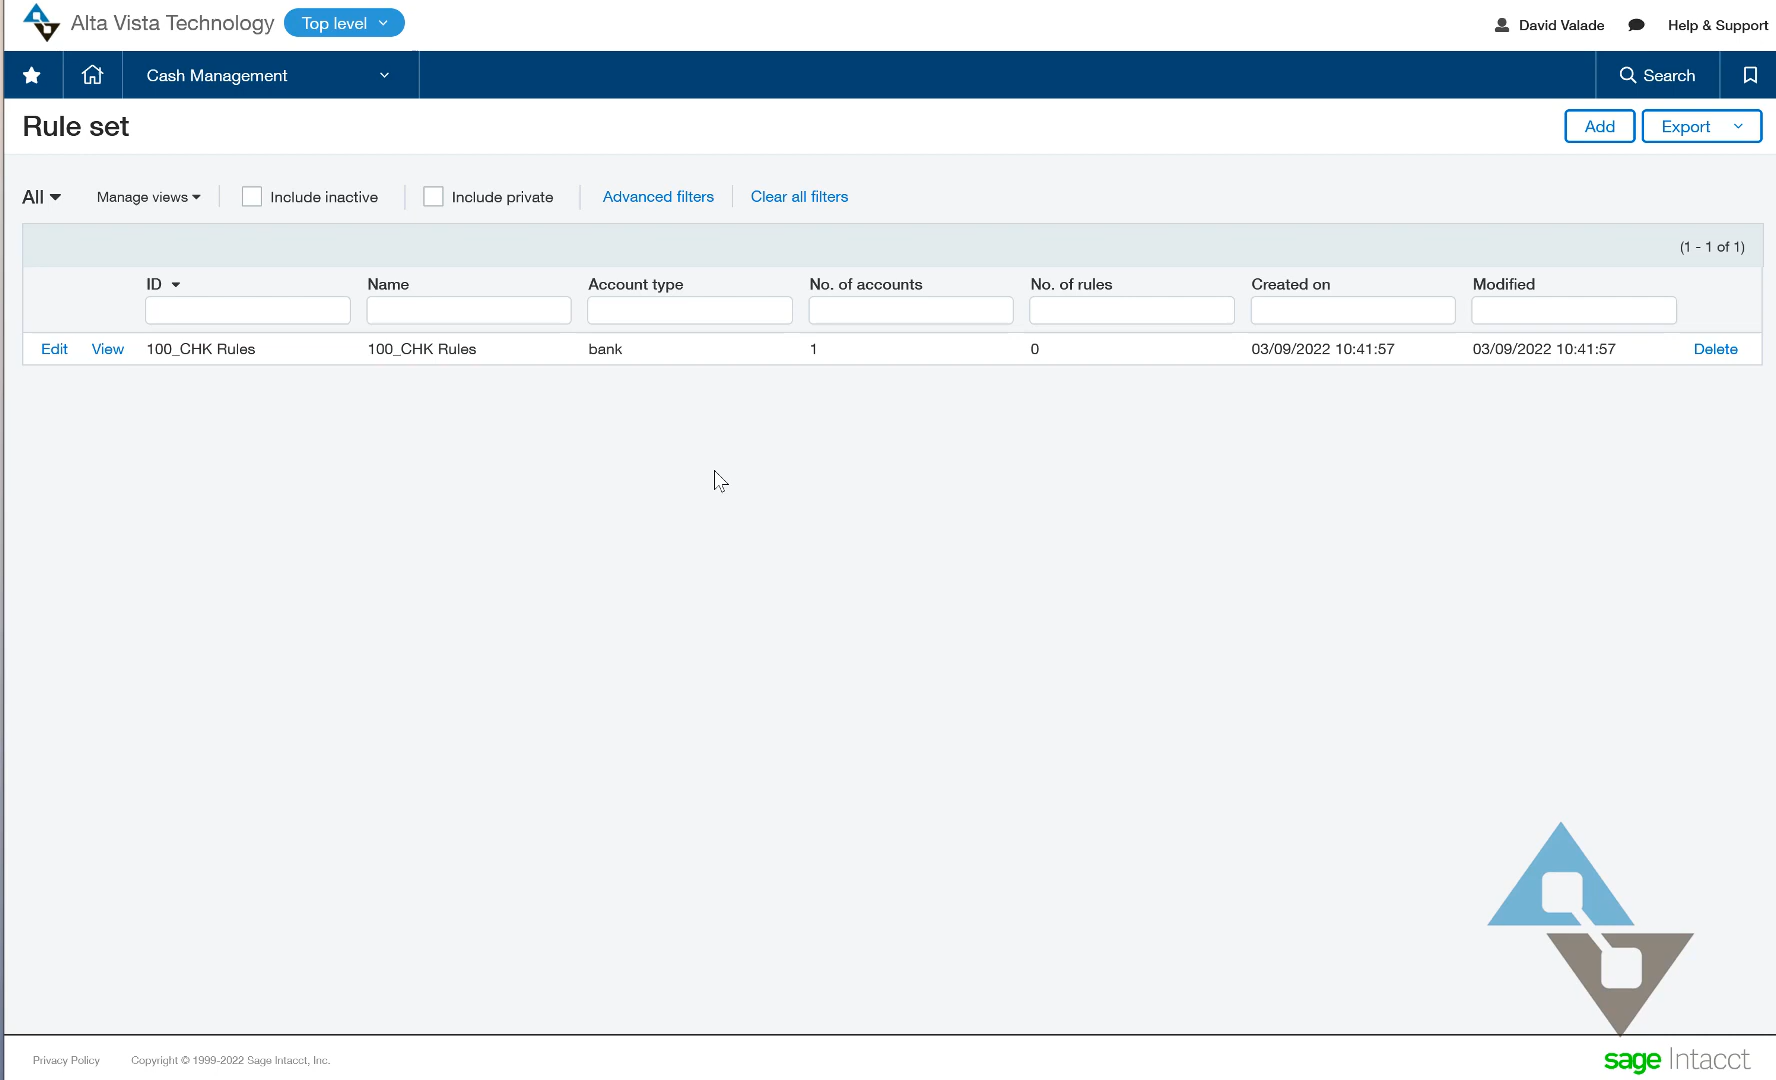 Alta Vista Technology Top level David Valade Help & Support
Cash Management Search
Rule set Add Export
All Manage views Include inactive Include private Advanced filters Clear all filters
(1 - 1 of 1)
ID Name Account type No. of accounts No. of rules Created on Modified
Edit View 100_CHK Rules 100_CHK Rules bank 1 0 03/09/2022 10:41:57 03/09/2022 10:41:57 Delete
Privacy Policy Copyright © 1999-2022 Sage Intacct, Inc. sage Intacct